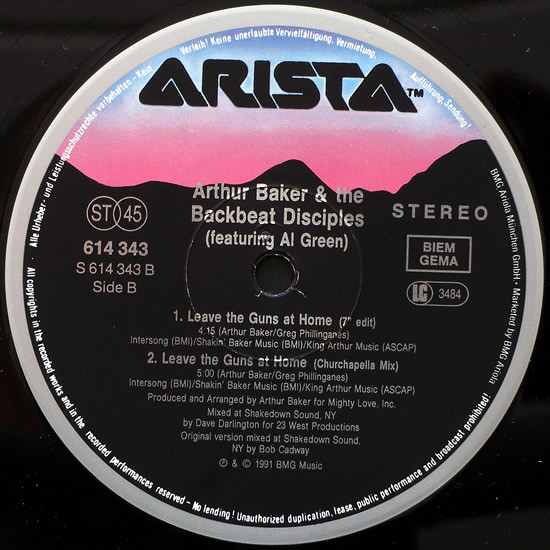 Alle Urheber- und Leistungsschutzrechte vorbehalten - Kein Verleih! Keine unerlaubte Vervielfältigung, Vermietung, Aufführung, Sendung!
ARISTA™
Arthur Baker & the
Backbeat Disciples
(featuring Al Green)
ST 45
614 343
S 614 343 B
Side B
STEREO
BIEM
GEMA
LC 3484
1. Leave the Guns at Home (7" edit)
4:15 (Arthur Baker/Greg Phillinganes)
Intersong (BMI)/Shakin' Baker Music (BMI)/King Arthur Music (ASCAP)
2. Leave the Guns at Home (Churchapella Mix)
5:00 (Arthur Baker/Greg Phillinganes)
Intersong (BMI)/Shakin' Baker Music (BMI)/King Arthur Music (ASCAP)
Produced and Arranged by Arthur Baker for Mighty Love, Inc.
Mixed at Shakedown Sound, NY
by Dave Darlington for 23 West Productions
Original version mixed at Shakedown Sound,
NY by Bob Cadway
℗ & © 1991 BMG Music
BMG Ariola München GmbH · Marketed by BMG Ariola
· All copyrights in the recorded works and in the recorded performances reserved - No lending! Unauthorized duplication, lease, public performance and broadcast prohibited!